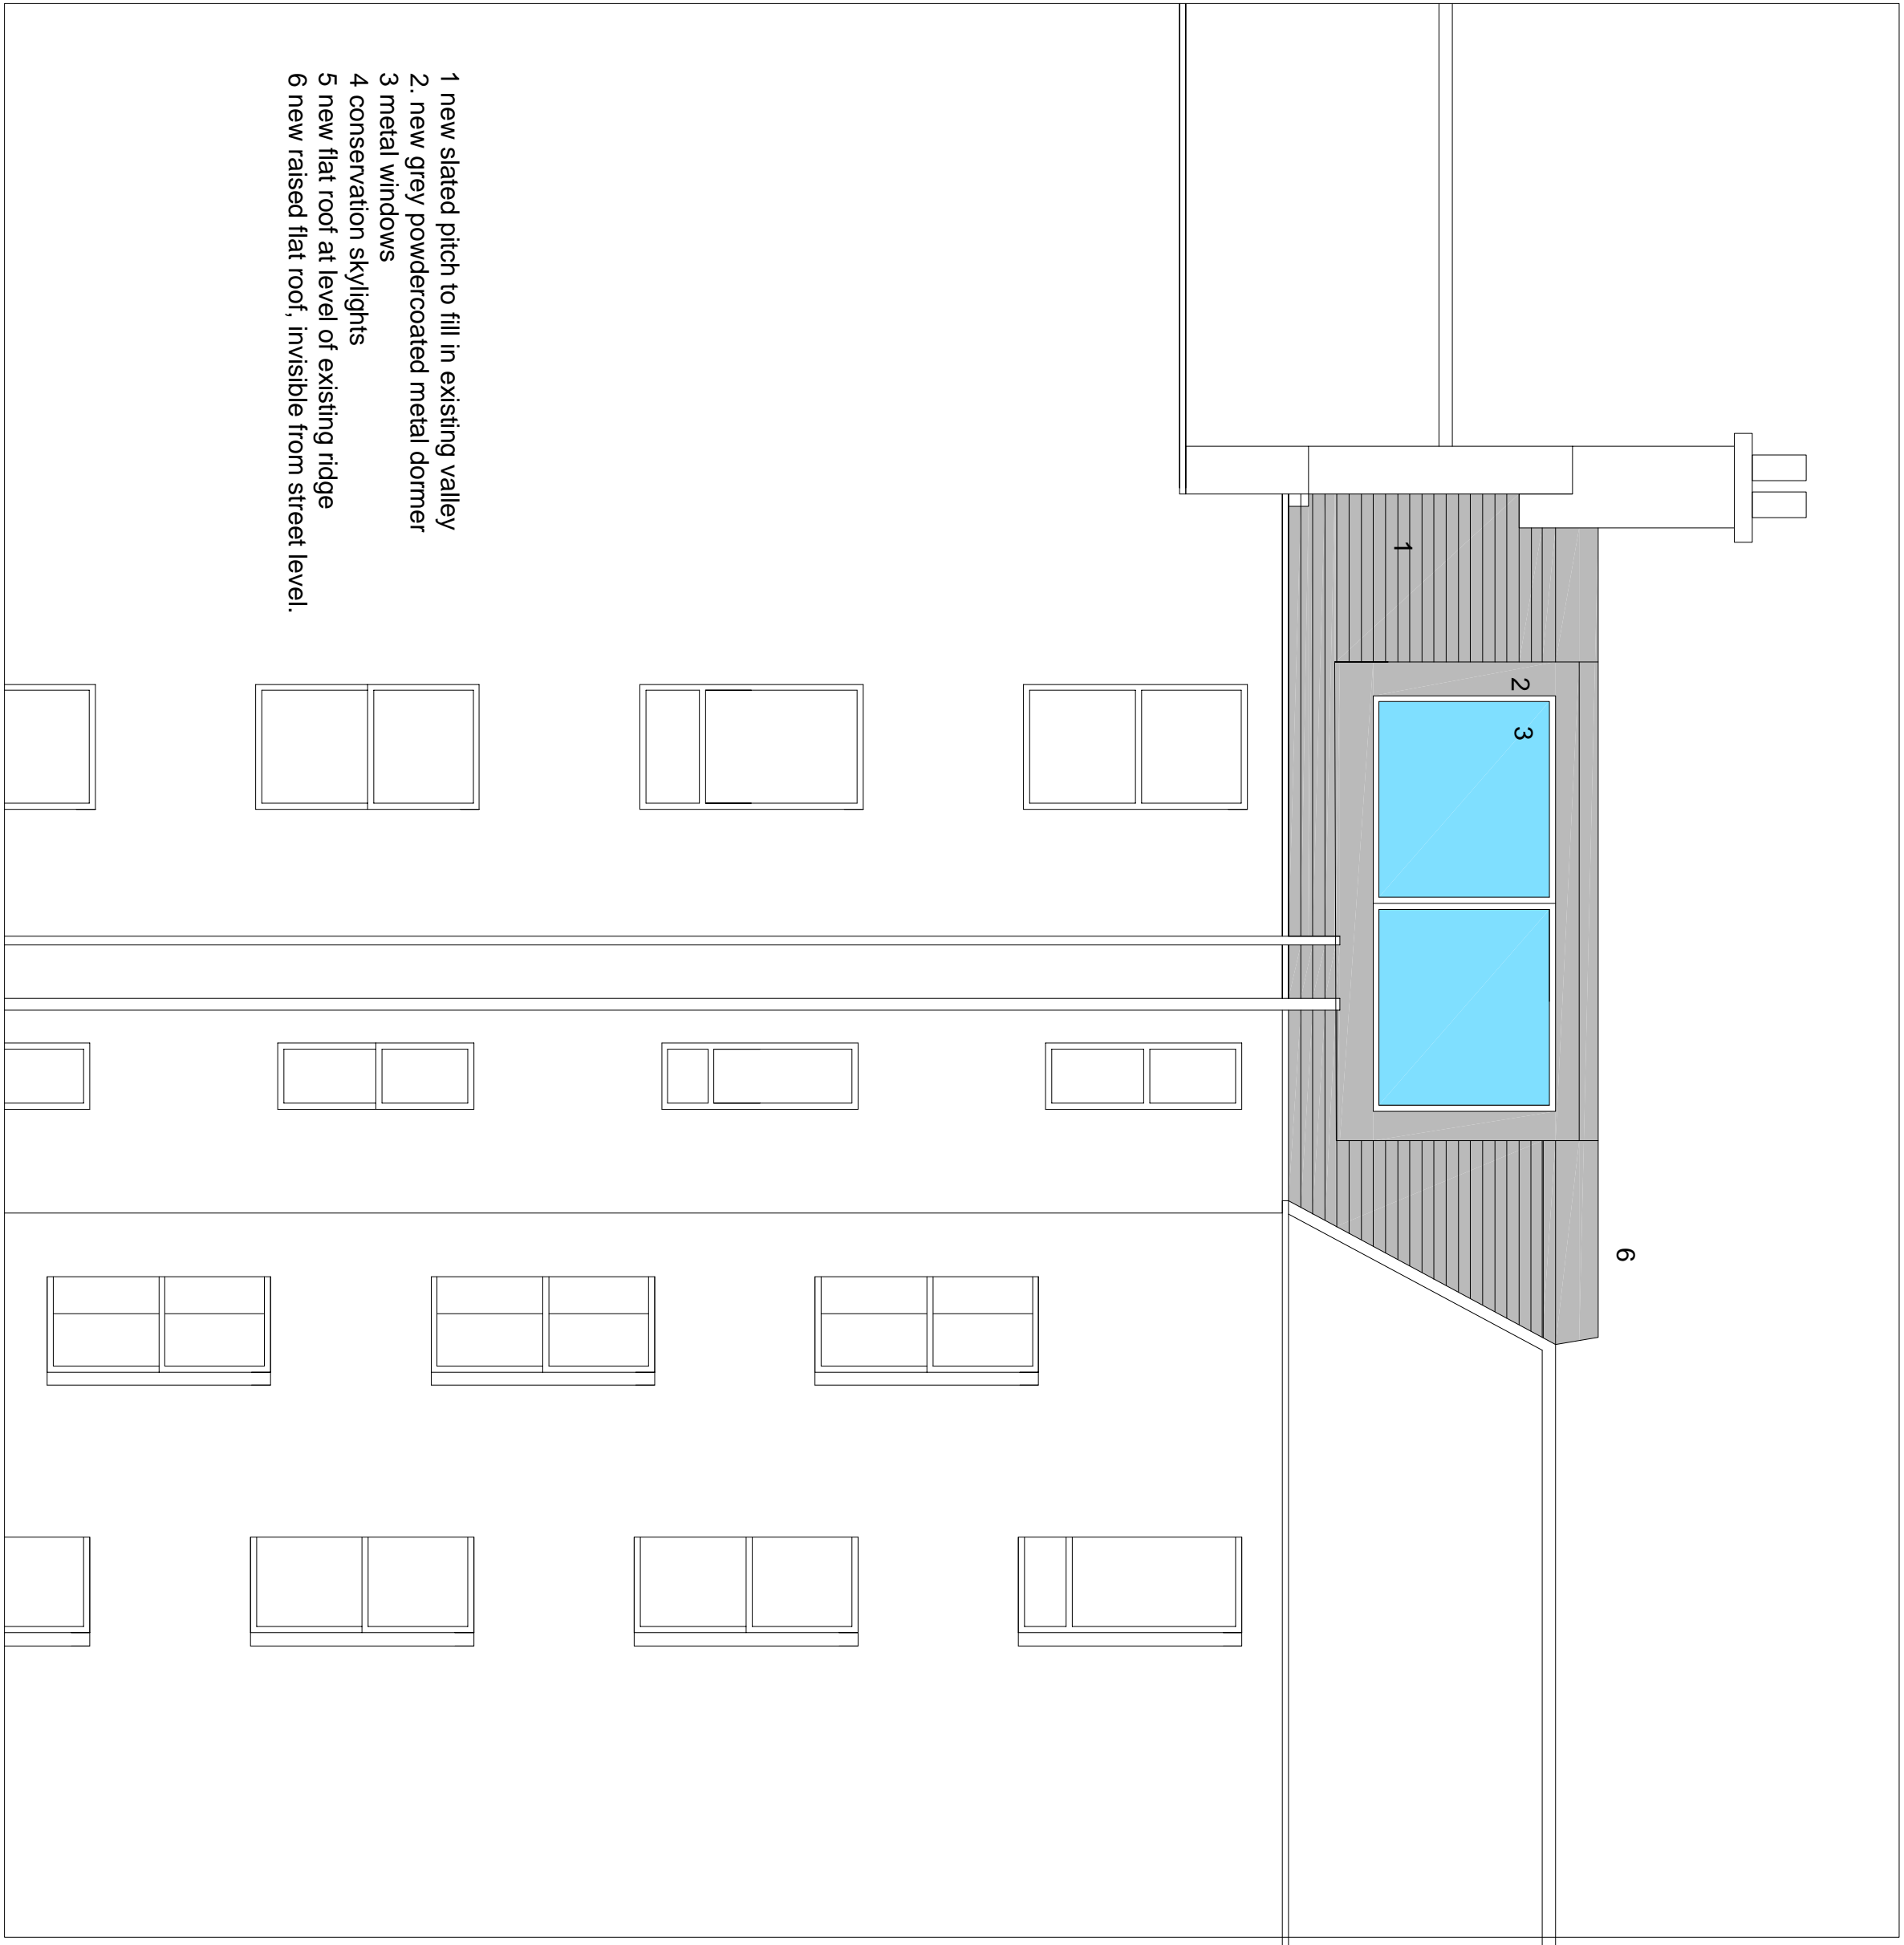 1 new slated pitch to fill in existing valley
2. new grey powdercoated metal dormer
3 metal windows
4 conservation skylights
5 new flat roof at level of existing ridge
6 new raised flat roof, invisible from street level.
1
2
3
6